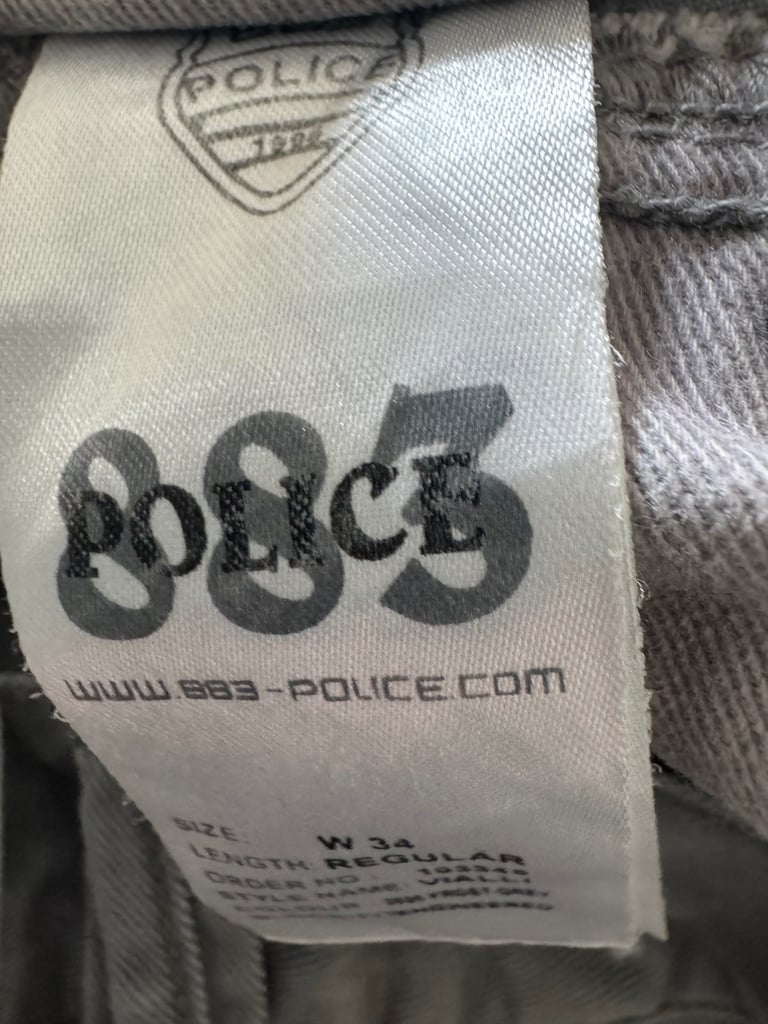 POLICE
883
POLICE
WWW.883-POLICE.COM
SIZE: W 34
LENGTH REGULAR
ORDER NO
STYLE NAME: